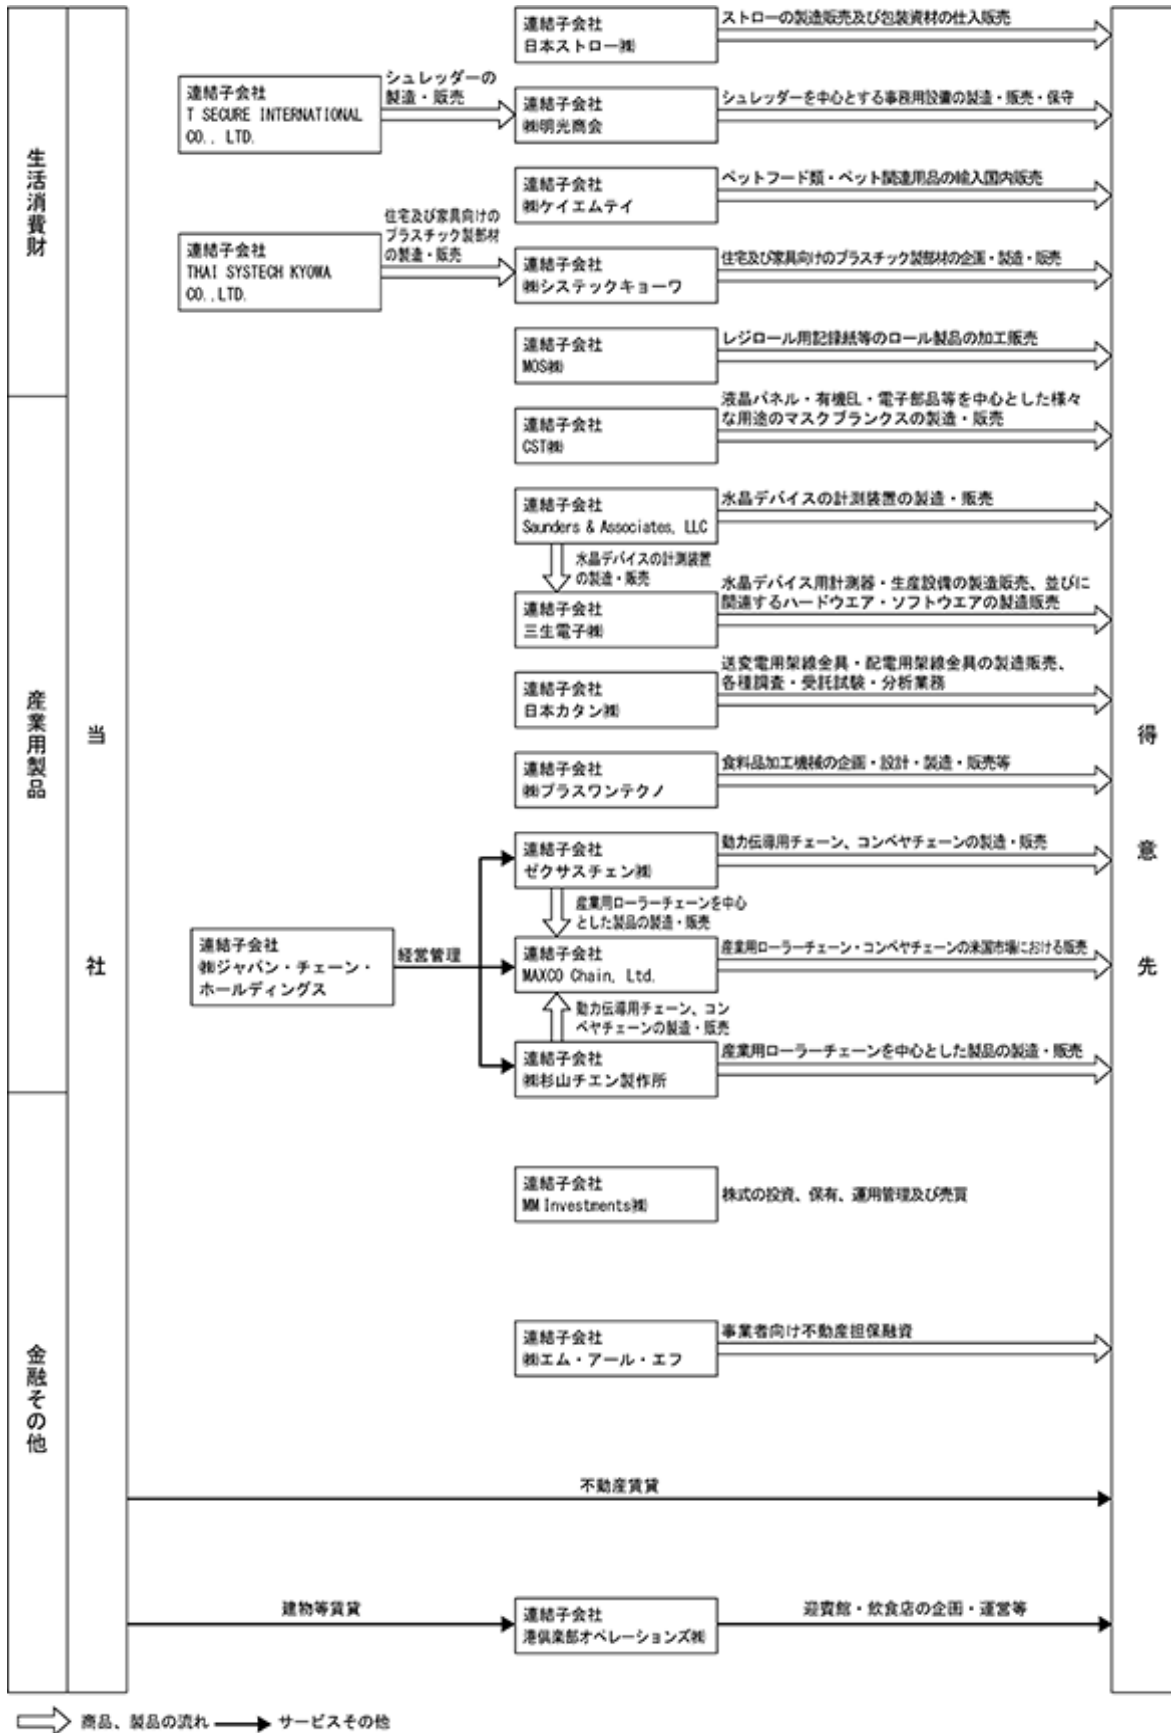 生活消費財
産業用製品
金融その他
当社
得意先
連結子会社
日本ストロー㈱
ストローの製造販売及び包装資材の仕入販売
連結子会社
T SECURE INTERNATIONAL
CO., LTD.
シュレッダーの
製造・販売
連結子会社
㈱明光商会
シュレッダーを中心とする事務用設備の製造・販売・保守
連結子会社
㈱ケイエムテイ
ペットフード類・ペット関連用品の輸入国内販売
連結子会社
THAI SYSTECH KYOWA
CO.,LTD.
住宅及び家具向けの
プラスチック製部材
の製造・販売
連結子会社
㈱システックキョーワ
住宅及び家具向けのプラスチック製部材の企画・製造・販売
連結子会社
MOS㈱
レジロール用記録紙等のロール製品の加工販売
連結子会社
CST㈱
液晶パネル・有機EL・電子部品等を中心とした様々
な用途のマスクブランクスの製造・販売
連結子会社
Saunders & Associates, LLC
水晶デバイスの計測装置の製造・販売
水晶デバイスの計測装置
の製造・販売
連結子会社
三生電子㈱
水晶デバイス用計測器・生産設備の製造販売、並びに
関連するハードウエア・ソフトウエアの製造販売
連結子会社
日本カタン㈱
送変電用架線金具・配電用架線金具の製造販売、
各種調査・受託試験・分析業務
連結子会社
㈱プラスワンテクノ
食料品加工機械の企画・設計・製造・販売等
連結子会社
ゼクサスチェン㈱
動力伝導用チェーン、コンベヤチェーンの製造・販売
産業用ローラーチェーンを中心
とした製品の製造・販売
連結子会社
㈱ジャパン・チェーン・
ホールディングス
経営管理
連結子会社
MAXCO Chain, Ltd.
産業用ローラーチェーン・コンベヤチェーンの米国市場における販売
動力伝導用チェーン、コン
ベヤチェーンの製造・販売
連結子会社
㈱杉山チエン製作所
産業用ローラーチェーンを中心とした製品の製造・販売
連結子会社
MM Investments㈱
株式の投資、保有、運用管理及び売買
連結子会社
㈱エム・アール・エフ
事業者向け不動産担保融資
不動産賃貸
建物等賃貸
連結子会社
港倶楽部オペレーションズ㈱
迎賓館・飲食店の企画・運営等
商品、製品の流れ
サービスその他